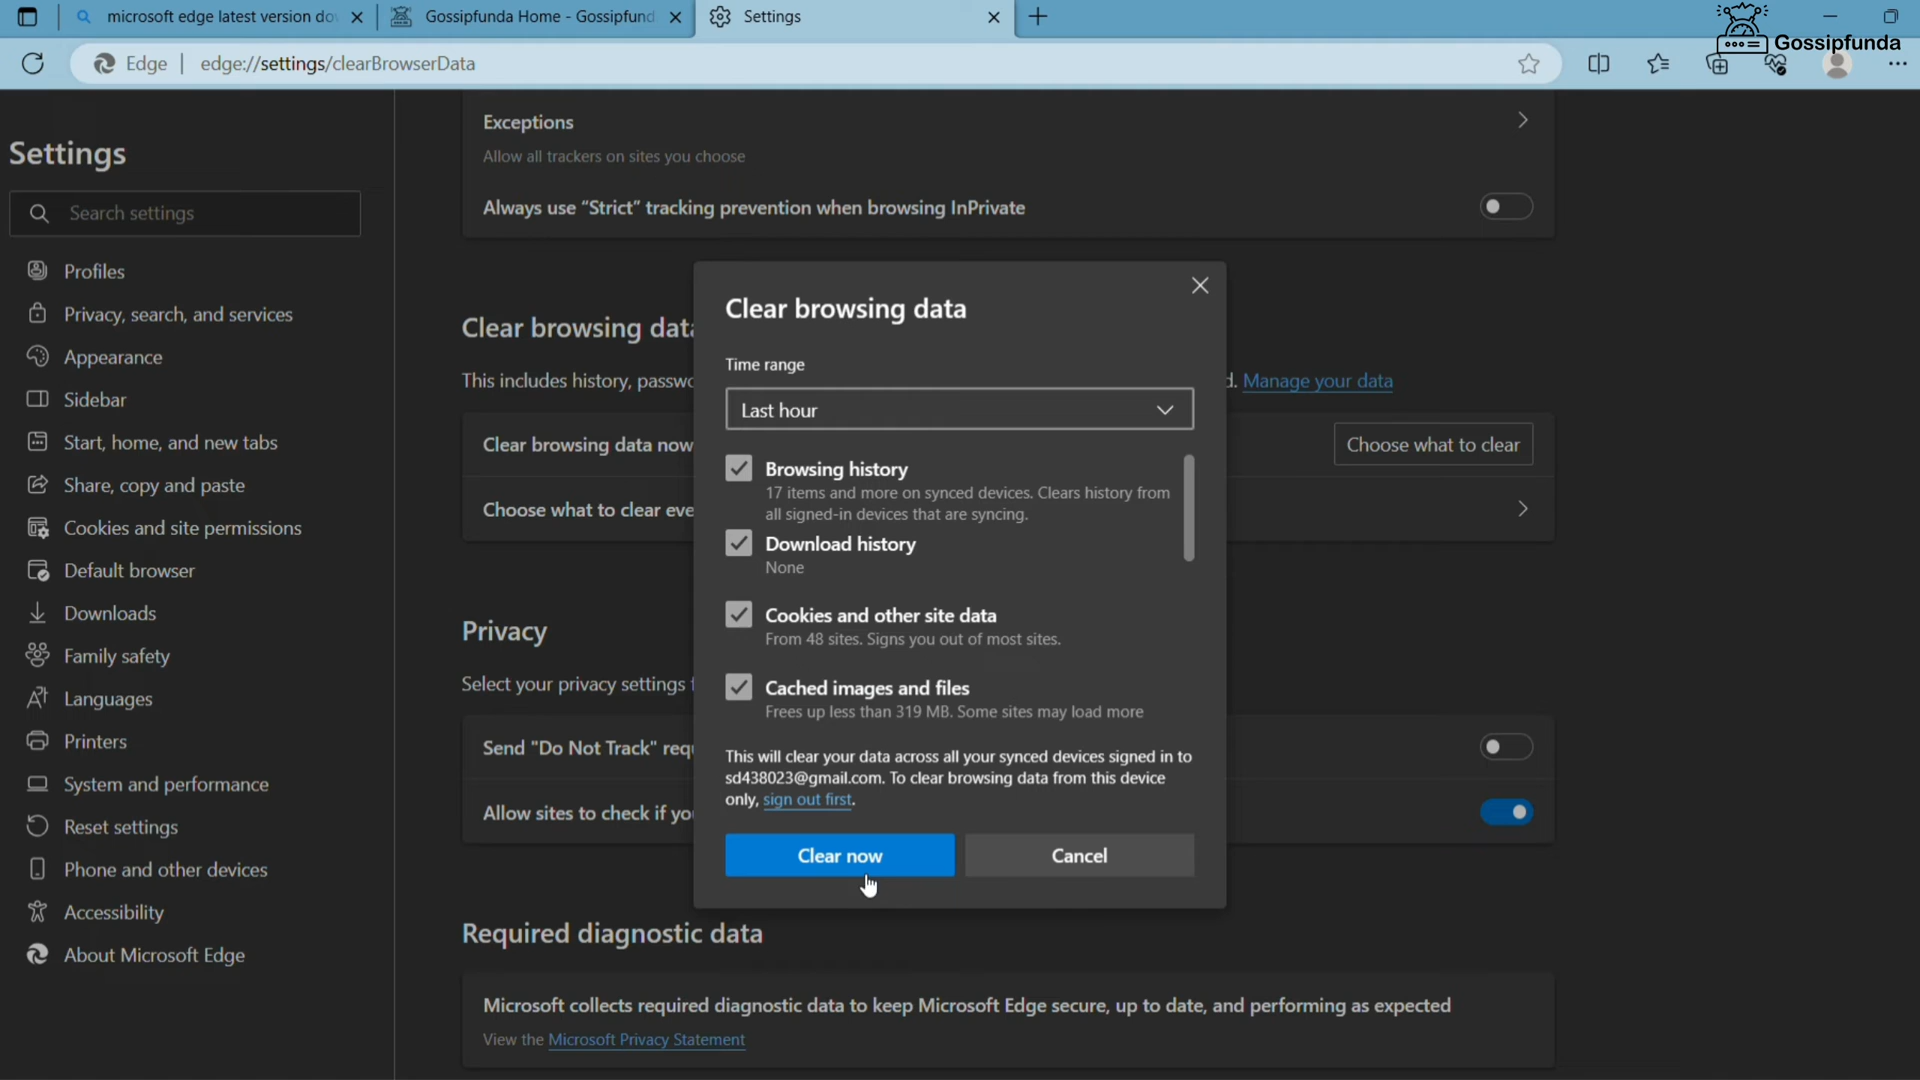 microsoft edge latest version do
Gossipfunda Home - Gossipfund
Settings
Gossipfunda
Edge
edge://settings/clearBrowserData
Settings
Search settings
Profiles
Privacy, search, and services
Appearance
Sidebar
Start, home, and new tabs
Share, copy and paste
Cookies and site permissions
Default browser
Downloads
Family safety
Languages
Printers
System and performance
Reset settings
Phone and other devices
Accessibility
About Microsoft Edge
Exceptions
Allow all trackers on sites you choose
Always use “Strict” tracking prevention when browsing InPrivate
Clear browsing data
This includes history, passwo
d. Manage your data
Clear browsing data now
Choose what to clear
Choose what to clear eve
Privacy
Select your privacy settings f
Send "Do Not Track" requ
Allow sites to check if you
Clear browsing data
Time range
Last hour
Browsing history
17 items and more on synced devices. Clears history from
all signed-in devices that are syncing.
Download history
None
Cookies and other site data
From 48 sites. Signs you out of most sites.
Cached images and files
Frees up less than 319 MB. Some sites may load more
This will clear your data across all your synced devices signed in to
sd438023@gmail.com. To clear browsing data from this device
only, sign out first.
Clear now
Cancel
Required diagnostic data
Microsoft collects required diagnostic data to keep Microsoft Edge secure, up to date, and performing as expected
View the Microsoft Privacy Statement